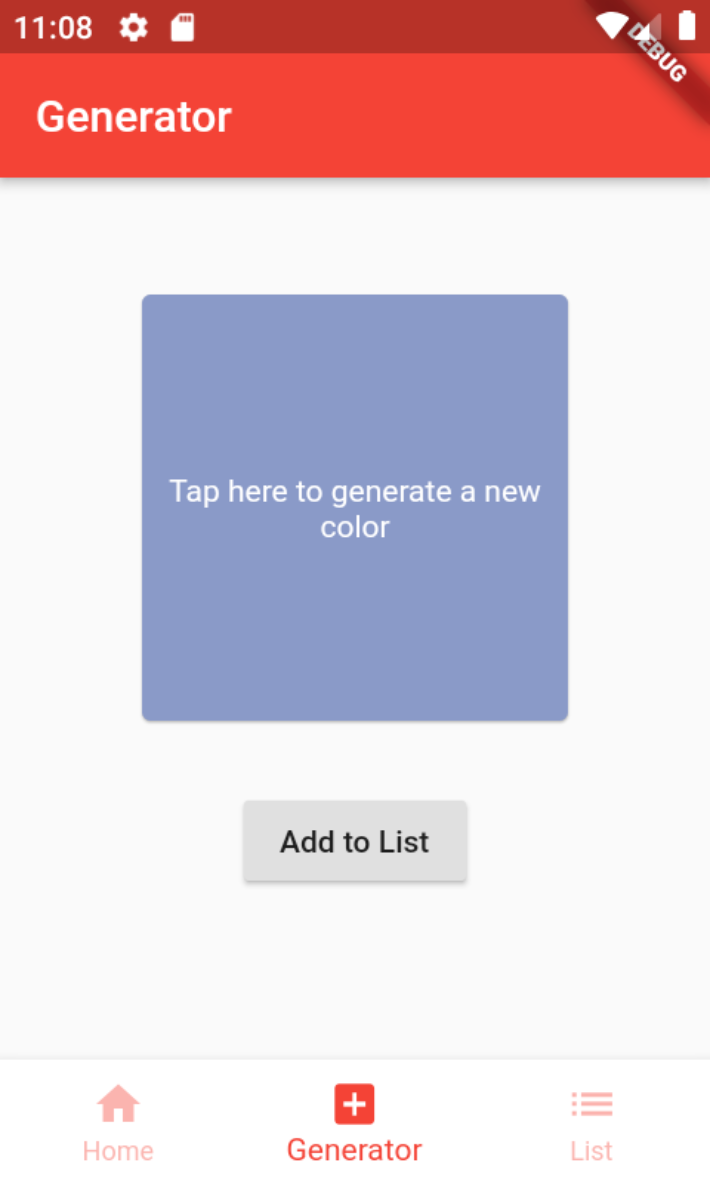 11:08
DEBUG
Generator
Tap here to generate a new
color
Add to List
Home
Generator
List